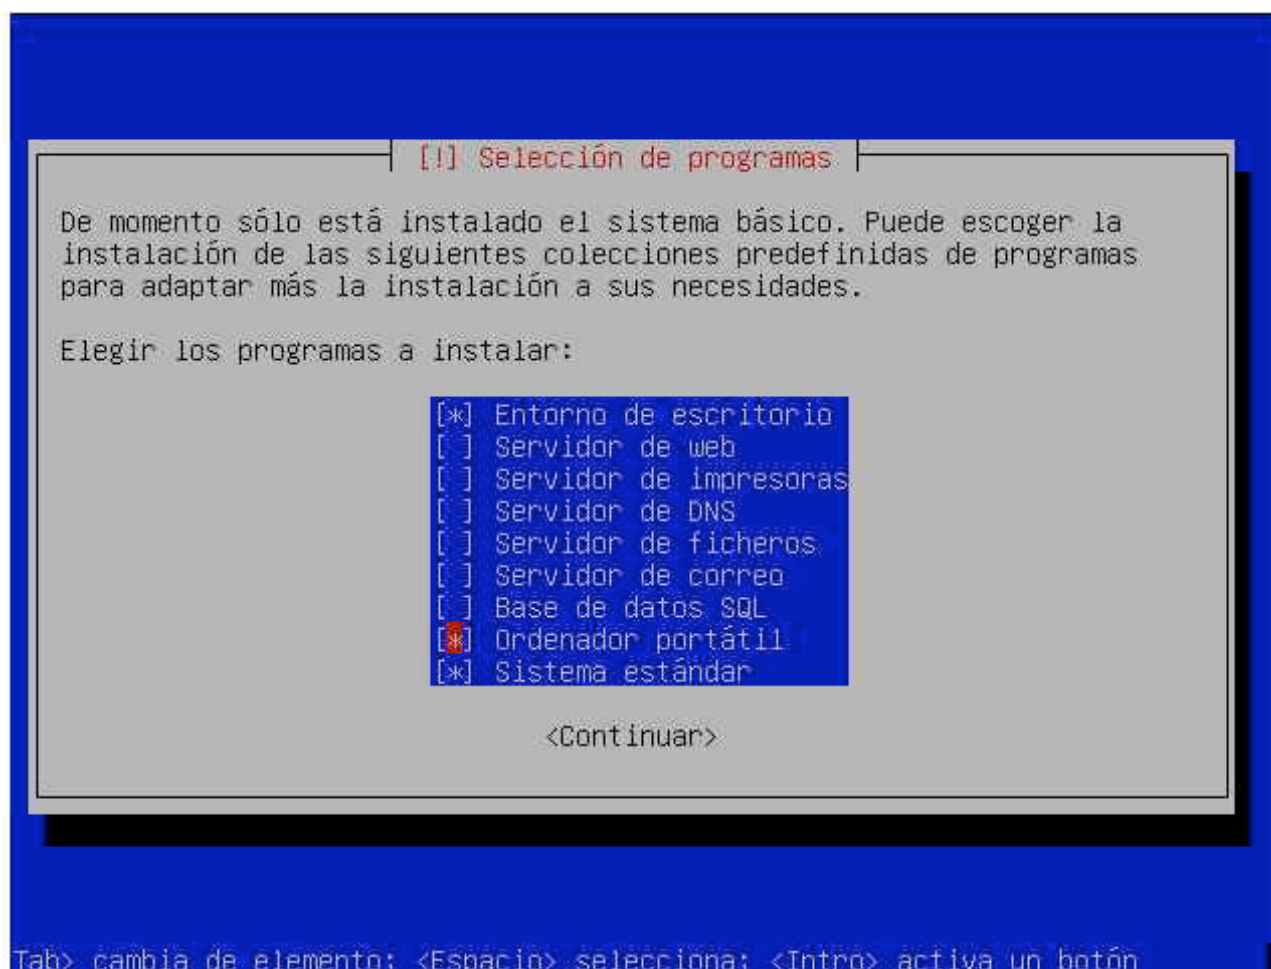 [!] Selección de programas
De momento sólo está instalado el sistema básico. Puede escoger la
instalación de las siguientes colecciones predefinidas de programas
para adaptar más la instalación a sus necesidades.
Elegir los programas a instalar:
[*] Entorno de escritorio
[ ] Servidor de web
[ ] Servidor de impresoras
[ ] Servidor de DNS
[ ] Servidor de ficheros
[ ] Servidor de correo
[ ] Base de datos SQL
[*] Ordenador portátil
[*] Sistema estándar
<Continuar>
Tab> cambia de elemento; <Espacio> selecciona; <Intro> activa un botón